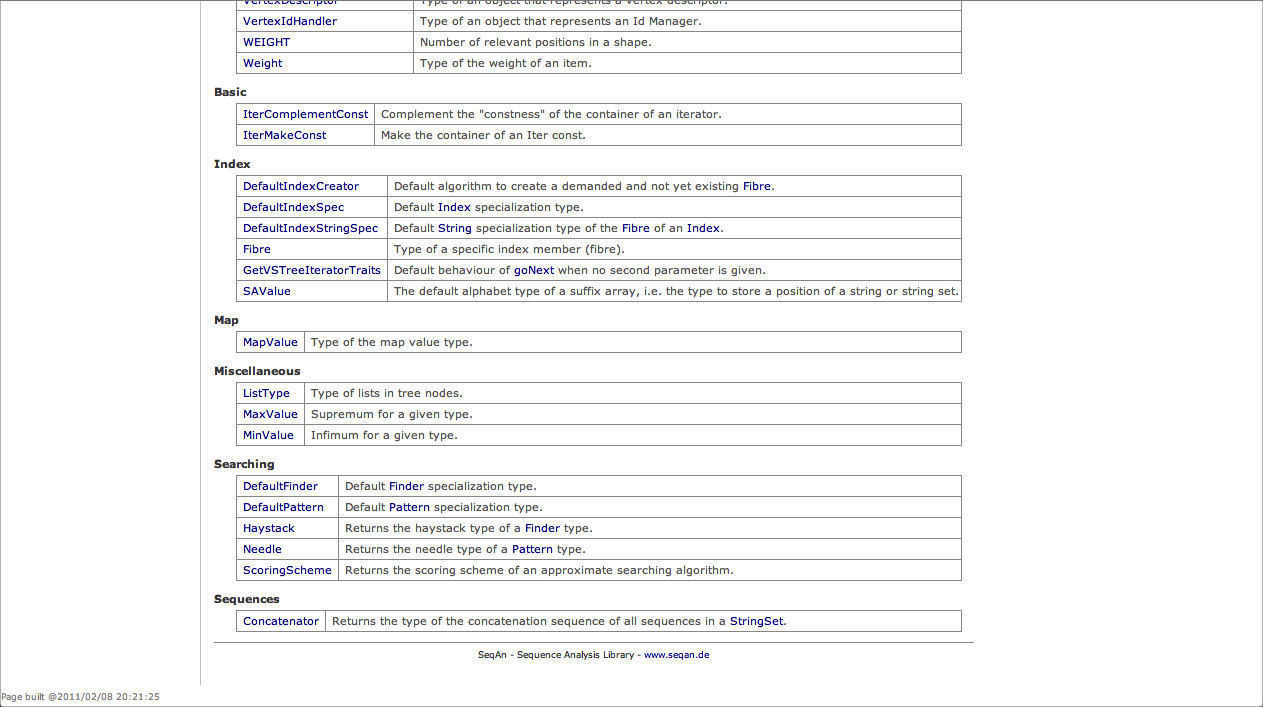 VertexDescriptor Type of an object that represents a vertex descriptor.
VertexIdHandler Type of an object that represents an Id Manager.
WEIGHT Number of relevant positions in a shape.
Weight Type of the weight of an item.
Basic
IterComplementConst Complement the "constness" of the container of an iterator.
IterMakeConst Make the container of an Iter const.
Index
DefaultIndexCreator Default algorithm to create a demanded and not yet existing Fibre.
DefaultIndexSpec Default Index specialization type.
DefaultIndexStringSpec Default String specialization type of the Fibre of an Index.
Fibre Type of a specific index member (fibre).
GetVSTreeIteratorTraits Default behaviour of goNext when no second parameter is given.
SAValue The default alphabet type of a suffix array, i.e. the type to store a position of a string or string set.
Map
MapValue Type of the map value type.
Miscellaneous
ListType Type of lists in tree nodes.
MaxValue Supremum for a given type.
MinValue Infimum for a given type.
Searching
DefaultFinder Default Finder specialization type.
DefaultPattern Default Pattern specialization type.
Haystack Returns the haystack type of a Finder type.
Needle Returns the needle type of a Pattern type.
ScoringScheme Returns the scoring scheme of an approximate searching algorithm.
Sequences
Concatenator Returns the type of the concatenation sequence of all sequences in a StringSet.
SeqAn - Sequence Analysis Library - www.seqan.de
Page built @2011/02/08 20:21:25